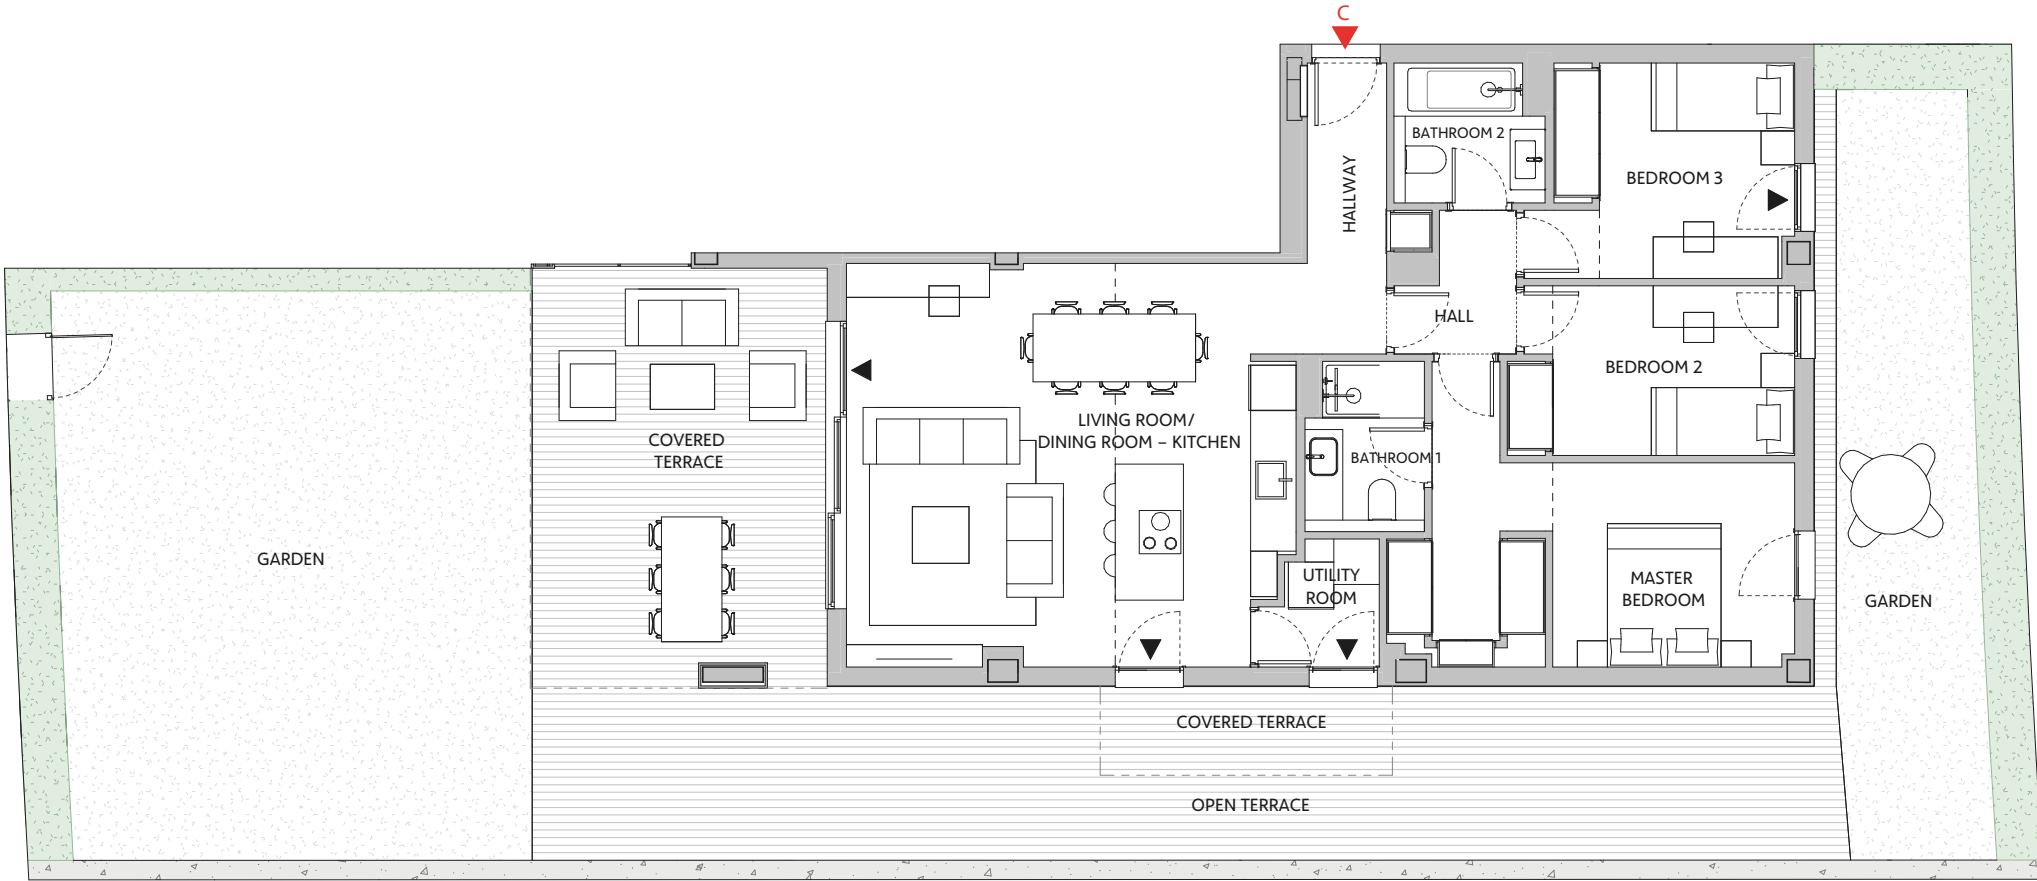 C
BATHROOM 2
HALLWAY
BEDROOM 3
HALL
BEDROOM 2
LIVING ROOM/
DINING ROOM – KITCHEN
COVERED
TERRACE
BATHROOM 1
GARDEN
UTILITY
ROOM
MASTER
BEDROOM
GARDEN
COVERED TERRACE
OPEN TERRACE